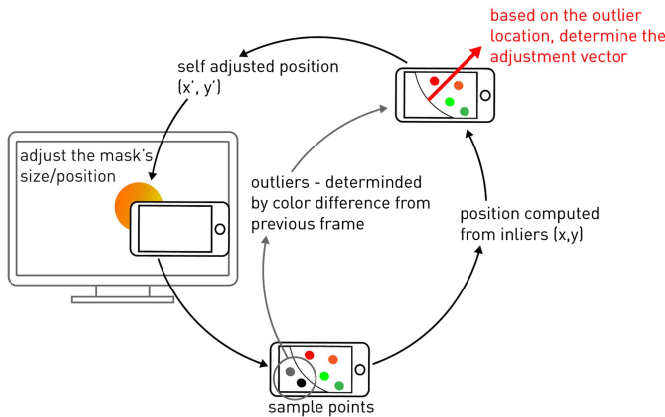 based on the outlier
location, determine the
adjustment vector
self adjusted position
(x', y')
adjust the mask's
size/position
outliers - determinded
by color difference from
previous frame
position computed
from inliers (x,y)
sample points